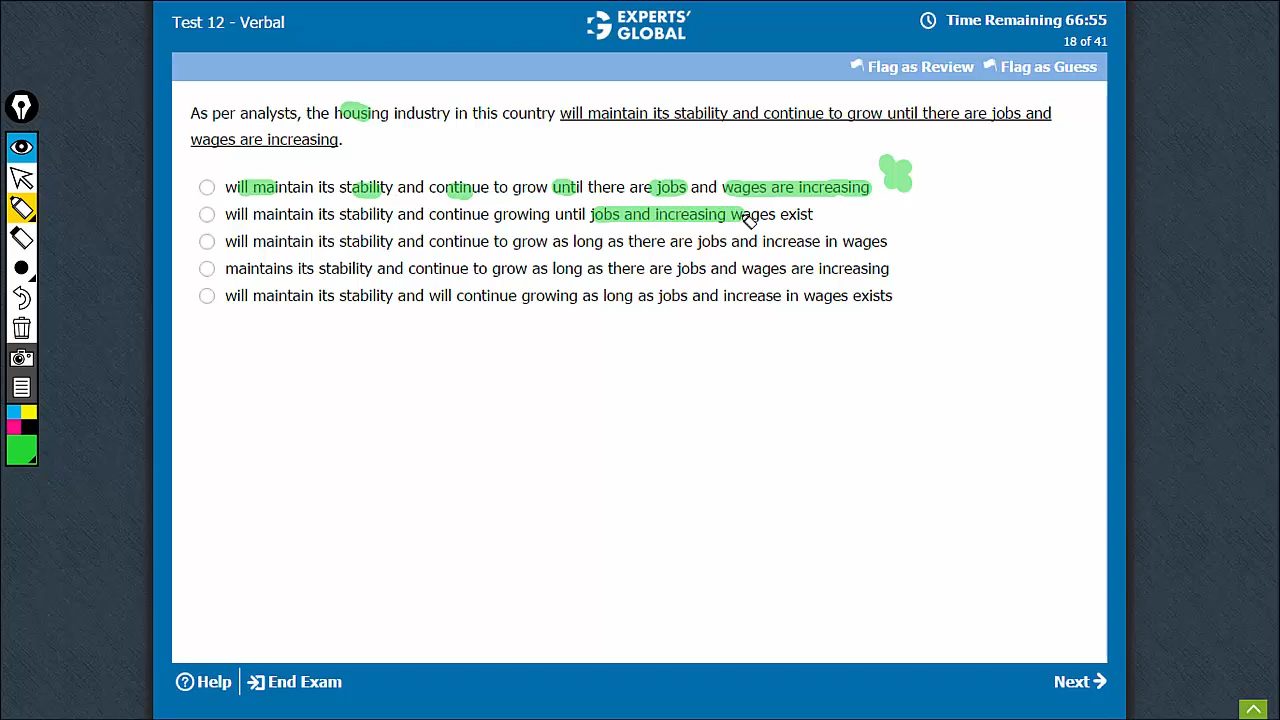 Test 12 - Verbal
EXPERTS'
GLOBAL
Time Remaining 66:55
18 of 41
Flag as Review
Flag as Guess
As per analysts, the housing industry in this country will maintain its stability and continue to grow until there are jobs and
wages are increasing.
will maintain its stability and continue to grow until there are jobs and wages are increasing
will maintain its stability and continue growing until jobs and increasing wages exist
will maintain its stability and continue to grow as long as there are jobs and increase in wages
maintains its stability and continue to grow as long as there are jobs and wages are increasing
will maintain its stability and will continue growing as long as jobs and increase in wages exists
Help
End Exam
Next